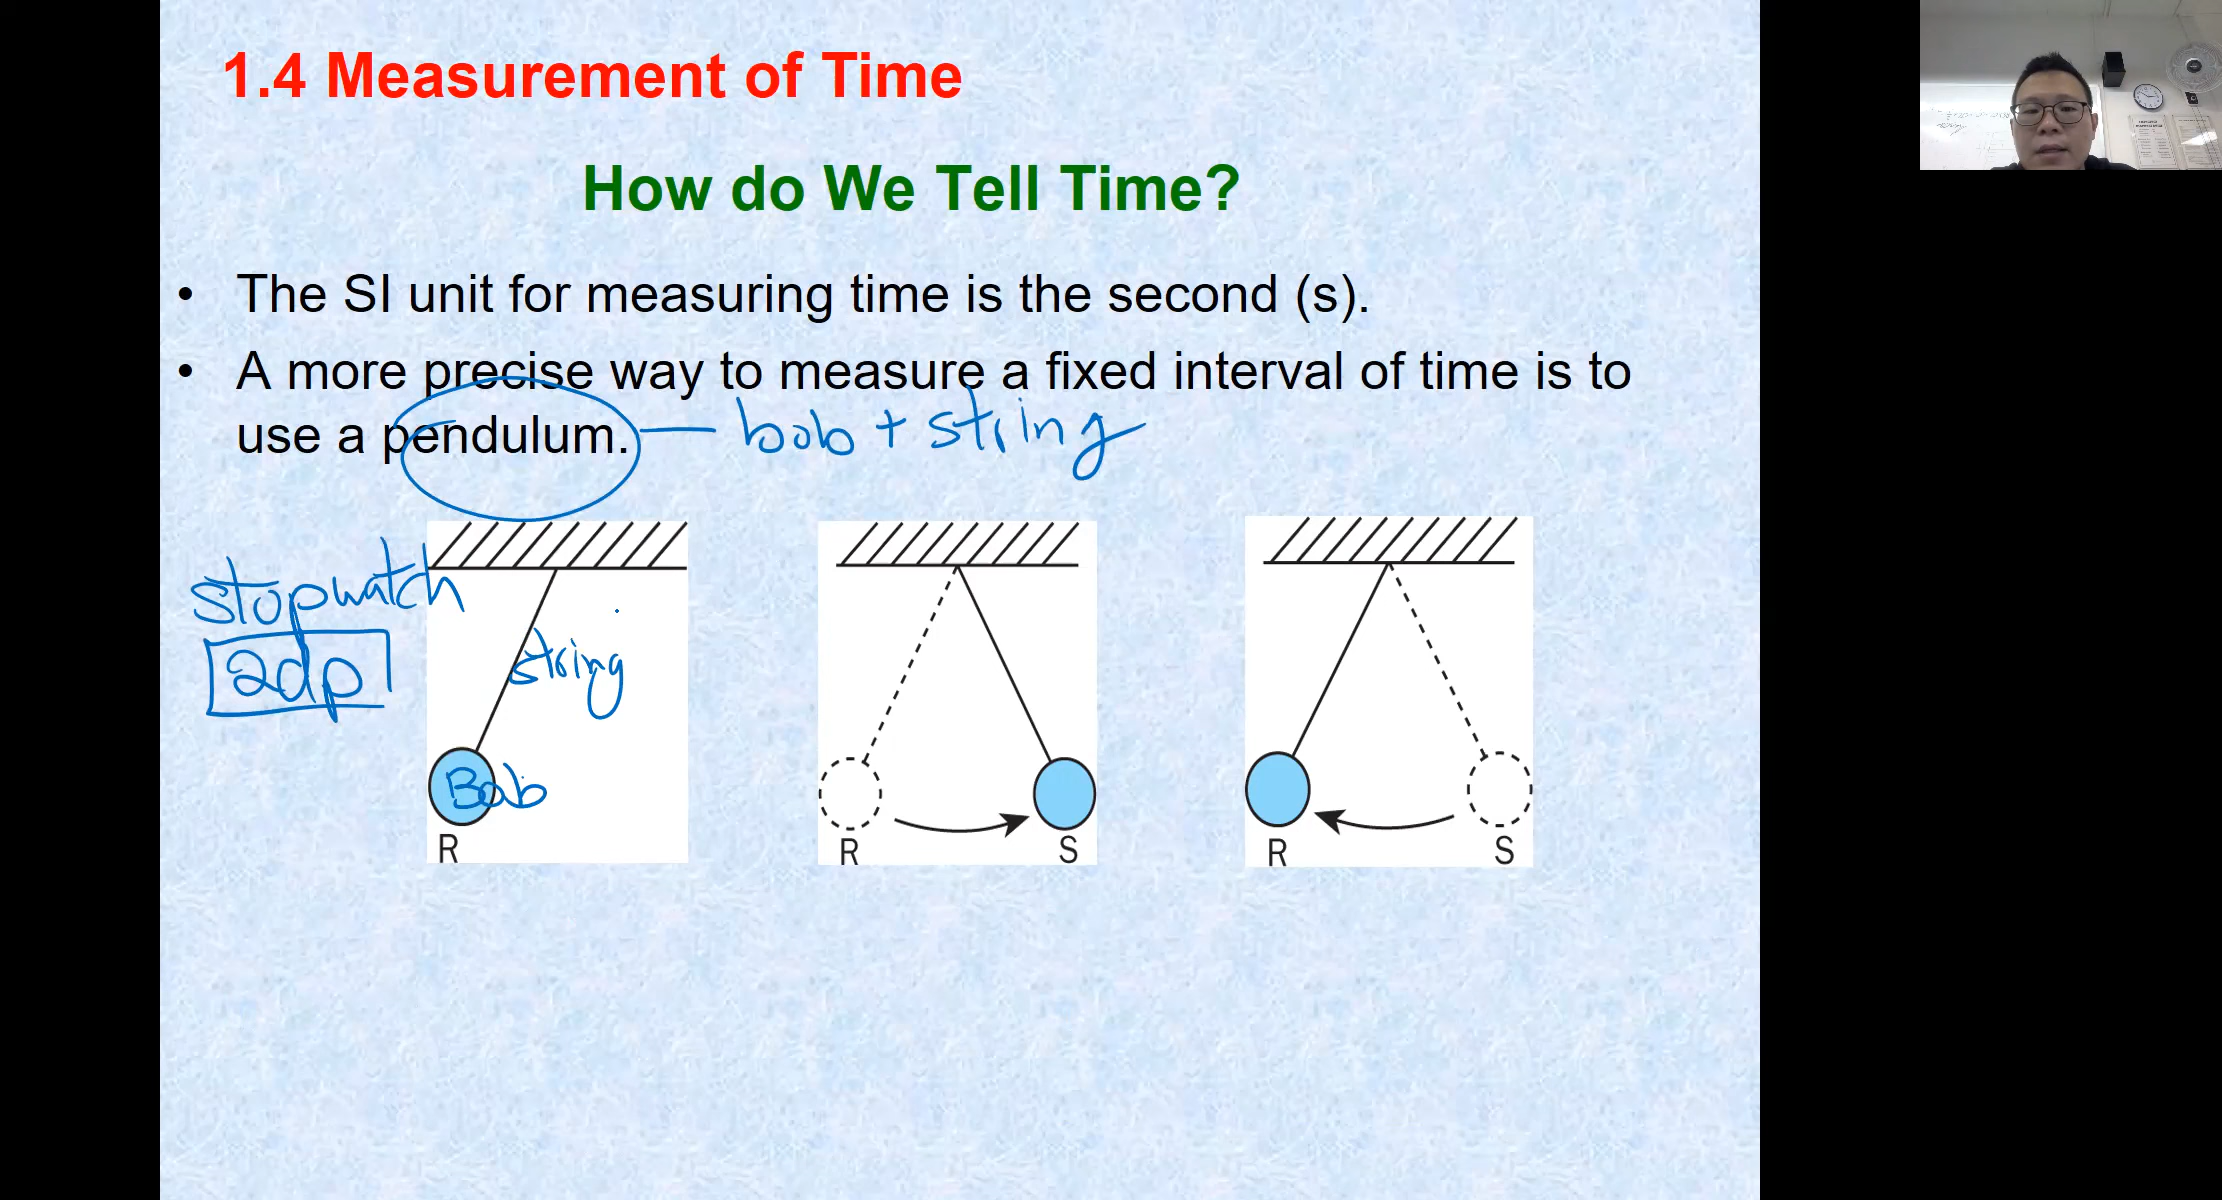 1.4 Measurement of Time
How do We Tell Time?
• The SI unit for measuring time is the second (s).
• A more precise way to measure a fixed interval of time is to
use a pendulum. — bob + string
stopwatch
2dp
string
Bob
R
R
S
R
S